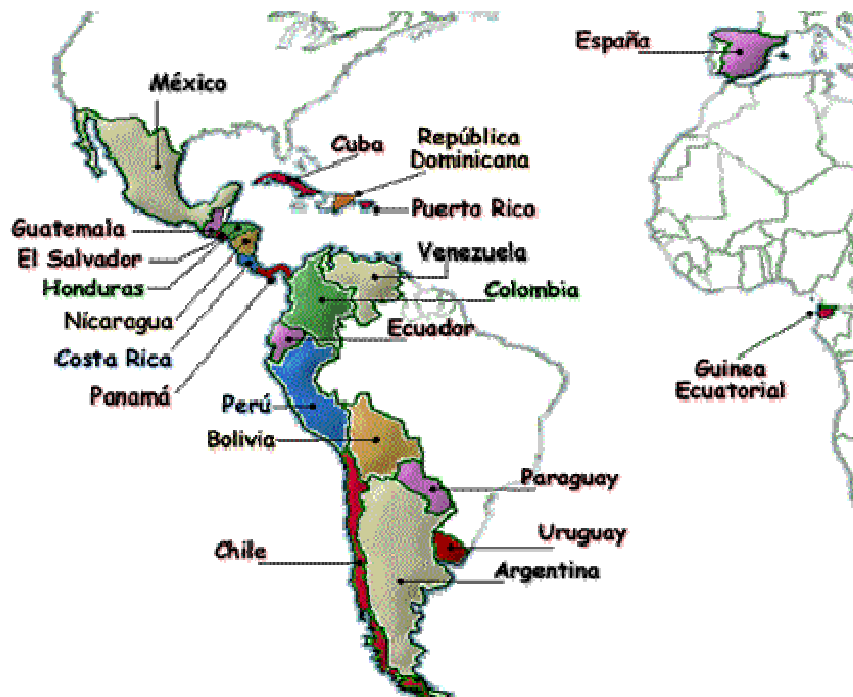 España
México
Cuba
República
Dominicana
Puerto Rico
Guatemala
El Salvador
Honduras
Nicaragua
Costa Rica
Panamá
Venezuela
Colombia
Ecuador
Guinea
Ecuatorial
Perú
Bolivia
Paraguay
Uruguay
Chile
Argentina